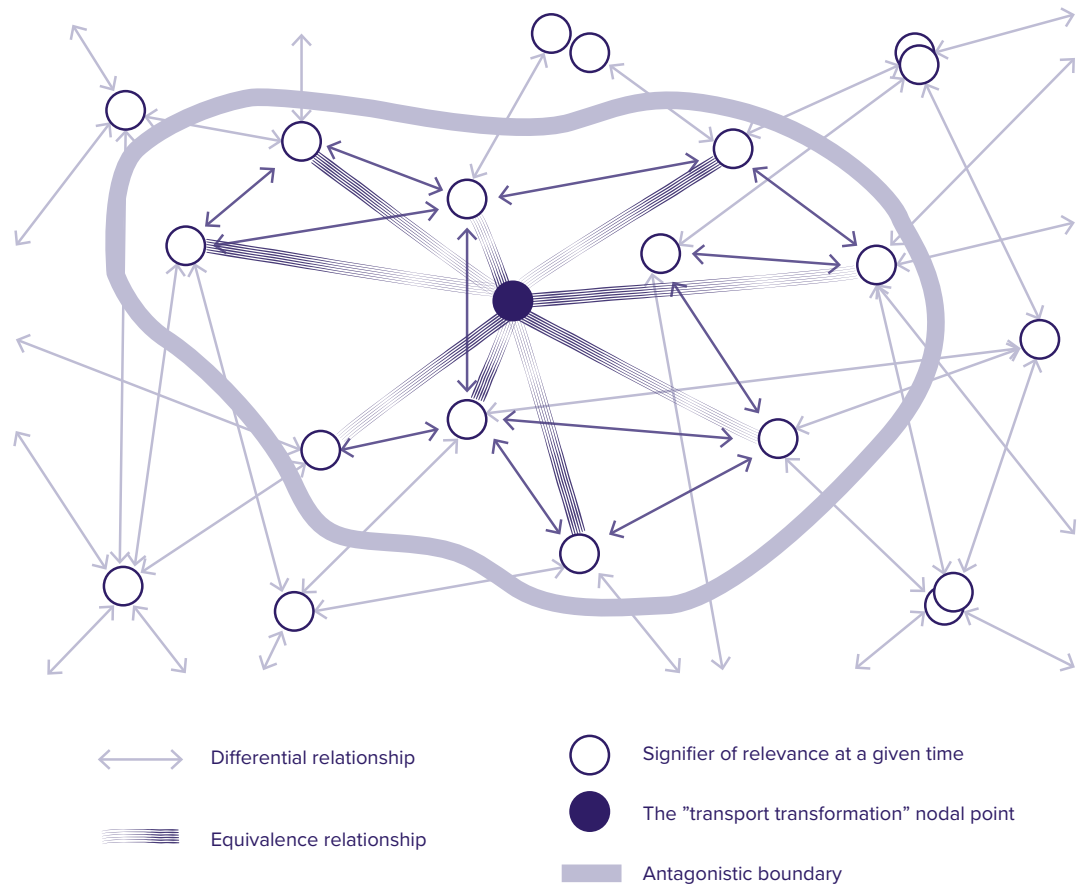 Differential relationship
Equivalence relationship
Signifier of relevance at a given time
The ”transport transformation” nodal point
Antagonistic boundary